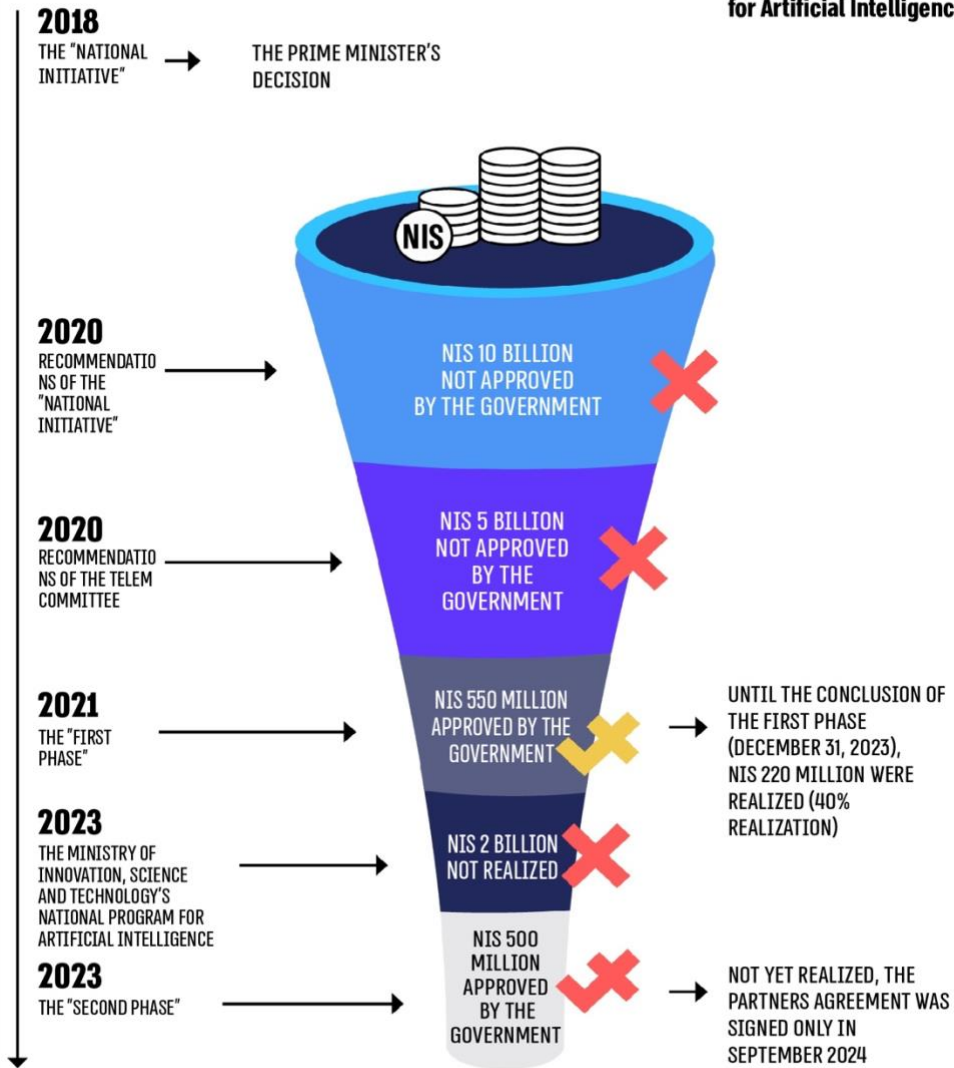 for Artificial Intelligenc
2018
THE "NATIONAL
INITIATIVE"
THE PRIME MINISTER'S
DECISION
NIS
2020
RECOMMENDATIO
NS OF THE
"NATIONAL
INITIATIVE"
NIS 10 BILLION
NOT APPROVED
BY THE GOVERNMENT
2020
RECOMMENDATIO
NS OF THE TELEM
COMMITTEE
NIS 5 BILLION
NOT APPROVED
BY THE
GOVERNMENT
2021
THE "FIRST
PHASE"
NIS 550 MILLION
APPROVED BY THE
GOVERNMENT
UNTIL THE CONCLUSION OF
THE FIRST PHASE
(DECEMBER 31, 2023),
NIS 220 MILLION WERE
REALIZED (40%
REALIZATION)
2023
THE MINISTRY OF
INNOVATION, SCIENCE
AND TECHNOLOGY'S
NATIONAL PROGRAM FOR
ARTIFICIAL INTELLIGENCE
NIS 2 BILLION
NOT REALIZED
2023
THE "SECOND PHASE"
NIS 500
MILLION
APPROVED
BY THE
GOVERNMENT
NOT YET REALIZED, THE
PARTNERS AGREEMENT WAS
SIGNED ONLY IN
SEPTEMBER 2024